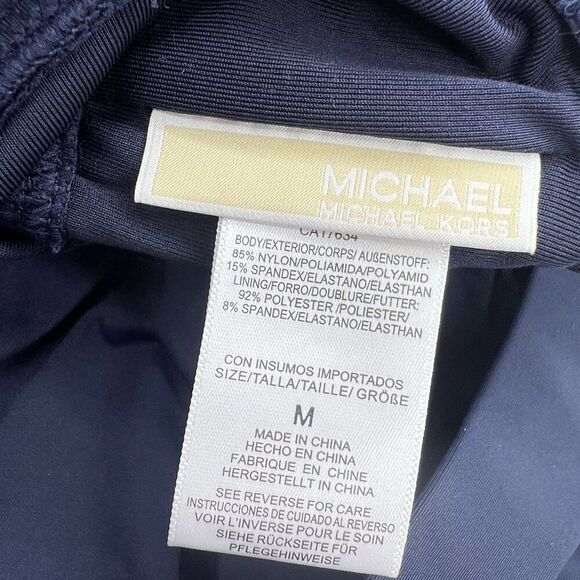 MICHAEL
MICHAEL KORS
CA17634
BODY/EXTERIOR/CORPS/ AUßENSTOFF:
85% NYLON/POLIAMIDA/POLYAMID
15% SPANDEX/ELASTANO/ELASTHAN
LINING/FORRO/DOUBLURE/FUTTER:
92% POLYESTER /POLIESTER/
8% SPANDEX/ELASTANO/ELASTHAN
CON INSUMOS IMPORTADOS
SIZE/TALLA/TAILLE/ GRÖßE
M
MADE IN CHINA
HECHO EN CHINA
FABRIQUE EN CHINE
HERGESTELLT IN CHINA
SEE REVERSE FOR CARE
INSTRUCCIONES DE CUIDADO AL REVERSO
VOIR L'INVERSE POUR LE SOIN
SIEHE RÜCKSEITE FÜR
PFLEGEHINWEISE